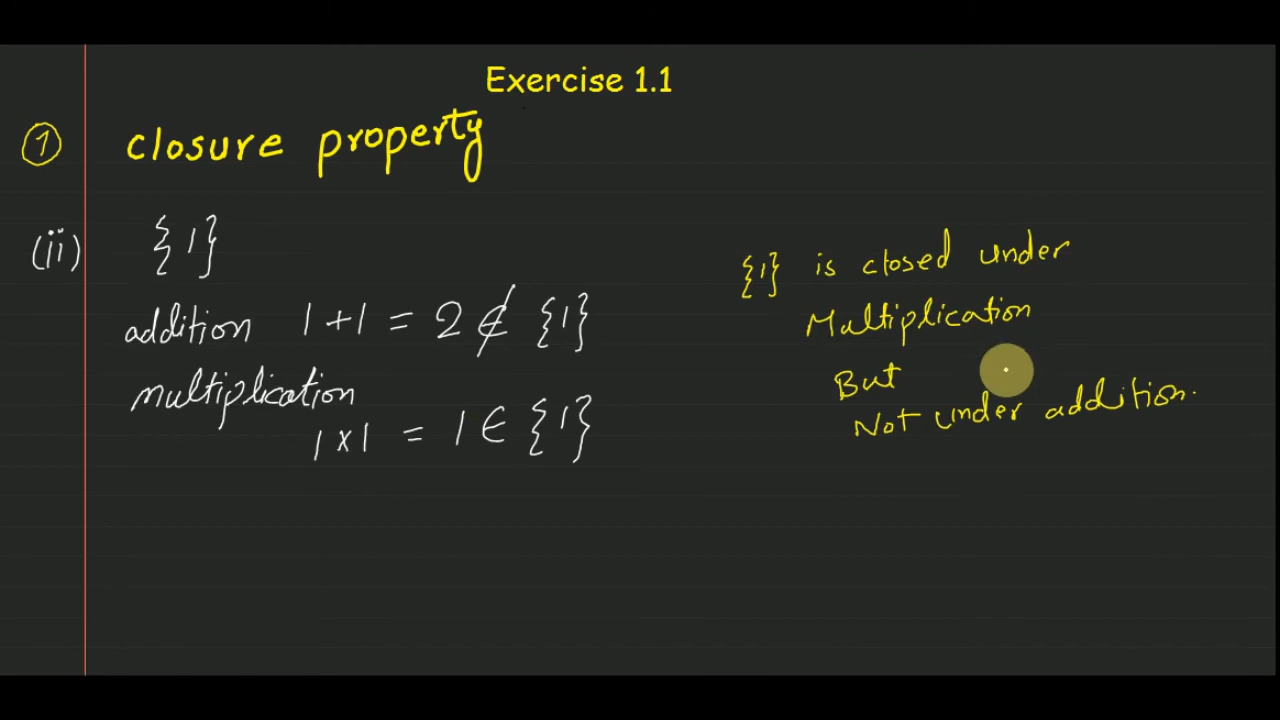 Exercise 1.1
① closure property
(ii) {1}
addition 1+1 = 2 ∉ {1}
multiplication
1×1 = 1 ∈ {1}
{1} is closed under
Multiplication
But
Not under addition.